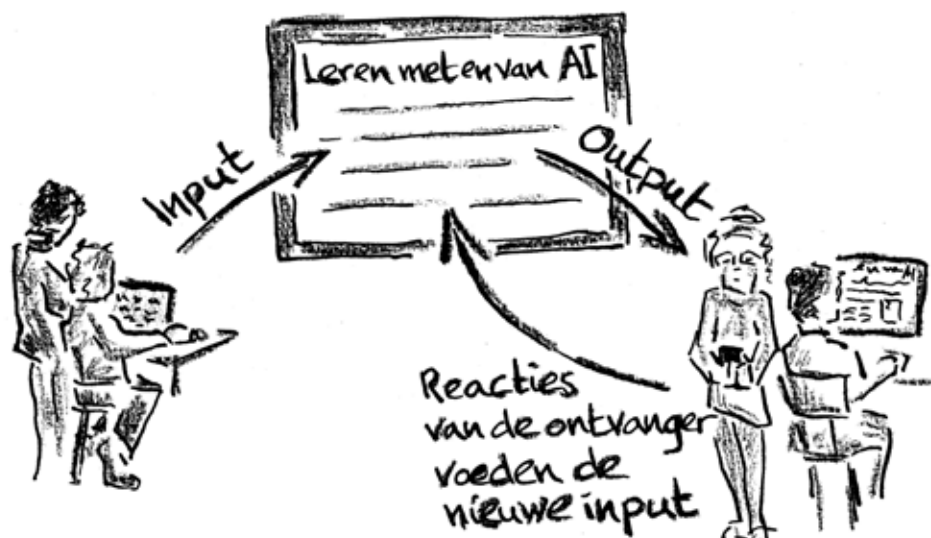 Leren met en van AI
Input
Output
Reacties
van de ontvanger
voeden de
nieuwe input